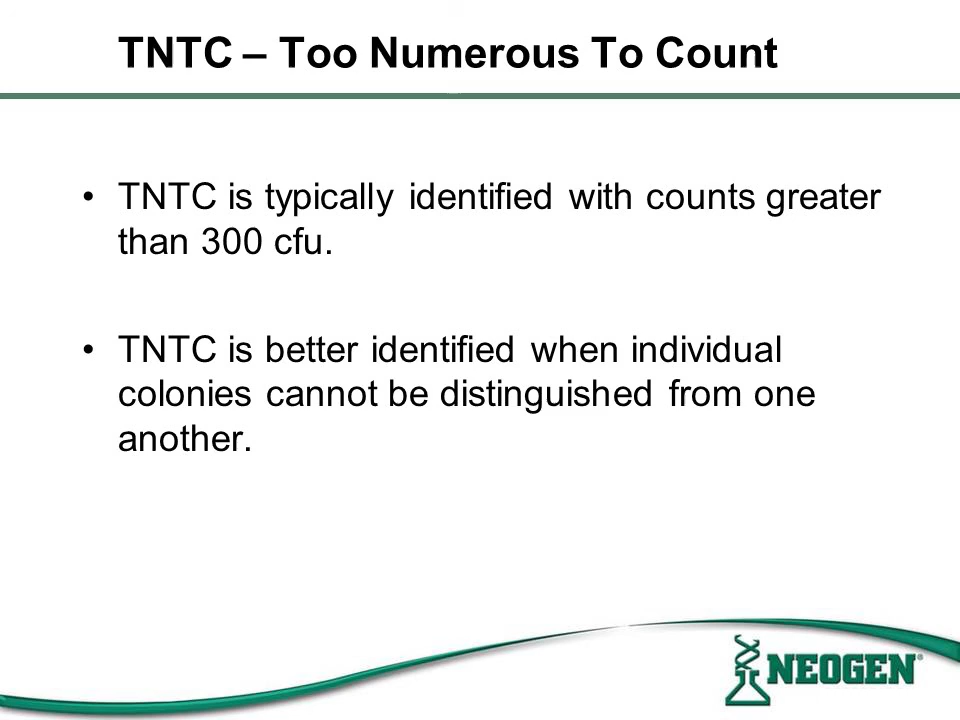 TNTC – Too Numerous To Count
• TNTC is typically identified with counts greater
than 300 cfu.
• TNTC is better identified when individual
colonies cannot be distinguished from one
another.
NEOGEN®